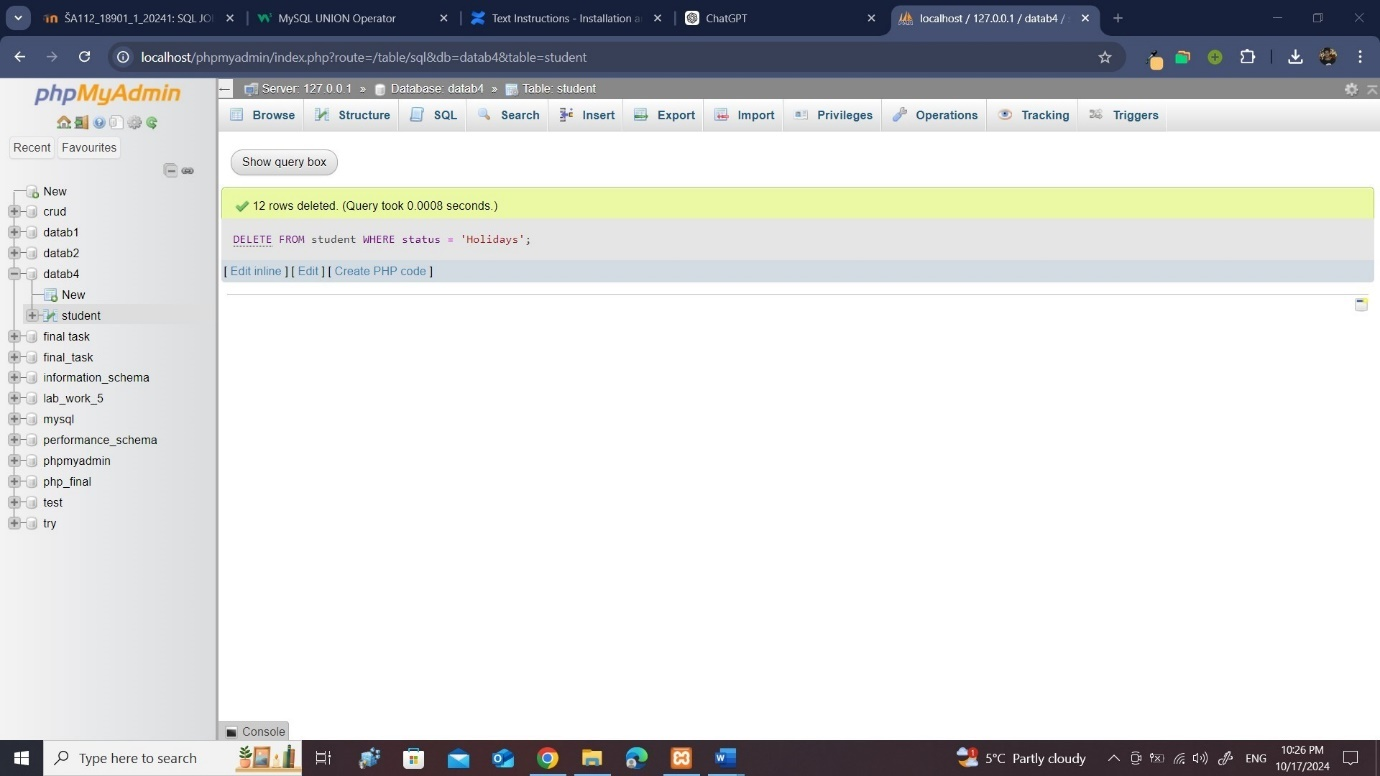 ŠA112_18901_1_20241: SQL JO
MySQL UNION Operator
Text Instructions - Installation a
ChatGPT
localhost / 127.0.0.1 / datab4 /
localhost/phpmyadmin/index.php?route=/table/sql&db=datab4&table=student
phpMyAdmin
Recent Favourites
New
crud
datab1
datab2
datab4
New
student
final task
final_task
information_schema
lab_work_5
mysql
performance_schema
phpmyadmin
php_final
test
try
Server: 127.0.0.1 » Database: datab4 » Table: student
Browse Structure SQL Search Insert Export Import Privileges Operations Tracking Triggers
Show query box
12 rows deleted. (Query took 0.0008 seconds.)
DELETE FROM student WHERE status = 'Holidays';
[ Edit inline ] [ Edit ] [ Create PHP code ]
Console
Type here to search
5°C Partly cloudy
ENG
10:26 PM
10/17/2024